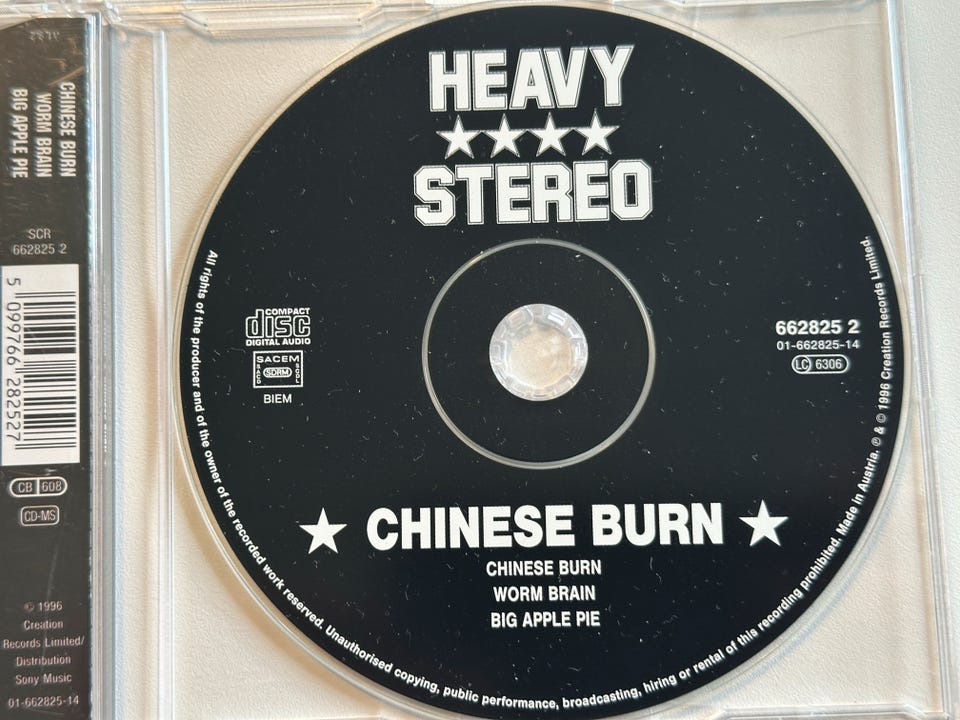 CHINESE BURN
WORM BRAIN
BIG APPLE PIE
SCR
662825 2
5 099766 282527
CB 608
CD-MS
© 1996
Creation
Records Limited/
Distribution
Sony Music
01-662825-14
HEAVY
STEREO
COMPACT
disc
DIGITAL AUDIO
SACEM
SACD SDRM SGDL
BIEM
662825 2
01-662825-14
LC 6306
CHINESE BURN
CHINESE BURN
WORM BRAIN
BIG APPLE PIE
All rights of the producer and of the owner of the recorded work reserved. Unauthorised copying, public performance, broadcasting, hiring or rental of this recording prohibited. Made in Austria. ℗ & © 1996 Creation Records Limited.